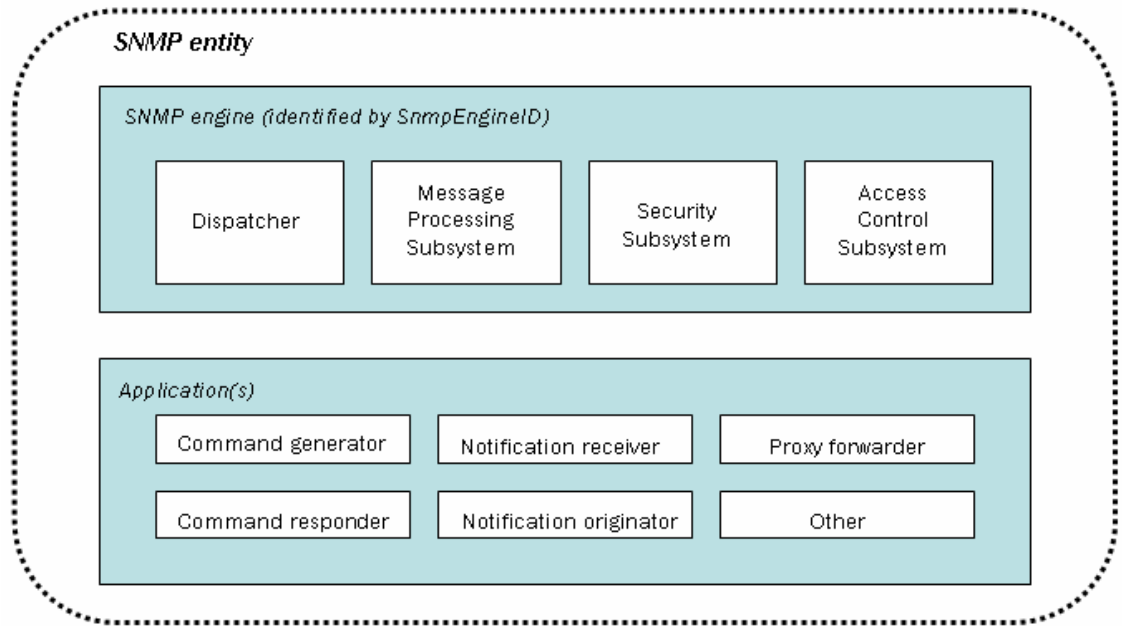 SNMP entity
SNMP engine (identified by SnmpEngineID)
Dispatcher
Message
Processing
Subsystem
Security
Subsystem
Access
Control
Subsystem
Application(s)
Command generator
Notification receiver
Proxy forwarder
Command responder
Notification originator
Other